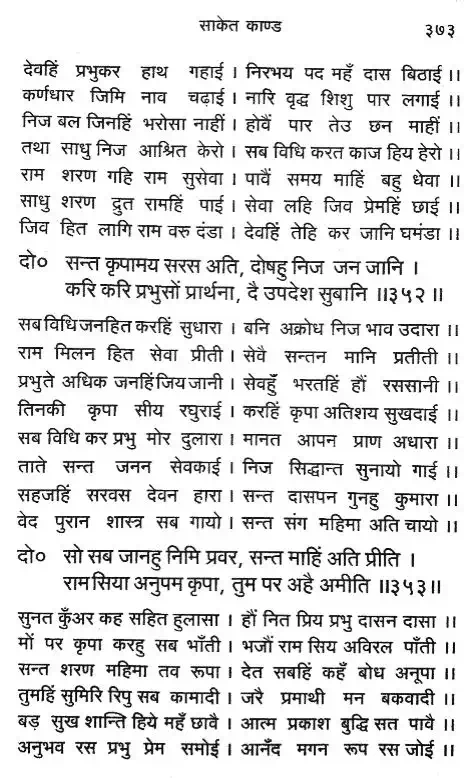 साकेत काण्ड ३७३
देवहिं प्रभुकर हाथ गहाई । निरभय पद महँ दास बिठाई ।।
कर्णधार जिमि नाव चढ़ाई । नारि वृद्ध शिशु पार लगाई ।।
निज बल जिनहिं भरोसा नाहीं । होवैं पार तेउ छन माहीं ।।
तथा साधु निज आश्रित केरो । सब विधि करत काज हिय हेरो ।।
राम शरण गहि राम सुसेवा । पावैं समय माहिं बहु धेवा ।।
साधु शरण द्रुत रामहिं पाई । सेवा लहि जिव प्रेमहिं छाई ।।
जिव हित लागि राम वरु दंडा । देवहिं तेहि कर जानि घमंडा ।।
दो० सन्त कृपामय सरस अति, दोषहु निज जन जानि ।
करि करि प्रभुसों प्रार्थना, दै उपदेश सुबानि ।।३५२ ।।
सब विधि जनहित करहिं सुधारा । बनि अक्रोध निज भाव उदारा ।।
राम मिलन हित सेवा प्रीती । सेवै सन्तन मानि प्रतीती ।।
प्रभुते अधिक जनहिं जिय जानी । सेवहुँ भरतहिं हौं रससानी ।।
तिनकी कृपा सीय रघुराई । करहिं कृपा अतिशय सुखदाई ।।
सब विधि कर प्रभु मोर दुलारा । मानत आपन प्राण अधारा ।।
ताते सन्त जनन सेवकाई । निज सिद्धान्त सुनायो गाई ।।
सहजहिं सरवस देवन हारा । सन्त दासपन गुनहु कुमारा ।।
वेद पुरान शास्त्र सब गायो । सन्त संग महिमा अति चायो ।।
दो० सो सब जानहु निमि प्रवर, सन्त माहिं अति प्रीति ।
राम सिया अनुपम कृपा, तुम पर अहै अमीति ।।३५३ ।।
सुनत कुँअर कह सहित हुलासा । हौं नित प्रिय प्रभु दासन दासा ।।
मों पर कृपा करहु सब भाँती । भजौं राम सिय अविरल पाँती ।।
सन्त शरण महिमा तव रूपा । देत सबहिं कहँ बोध अनूपा ।।
तुमहिं सुमिरि रिपु सब कामादी । जरै प्रमाथी मन बकवादी ।।
बड़ सुख शान्ति हिये महँ छावै । आत्म प्रकाश बुद्धि सत पावै ।।
अनुभव रस प्रभु प्रेम समोई । आनँद मगन रूप रस जोई ।।